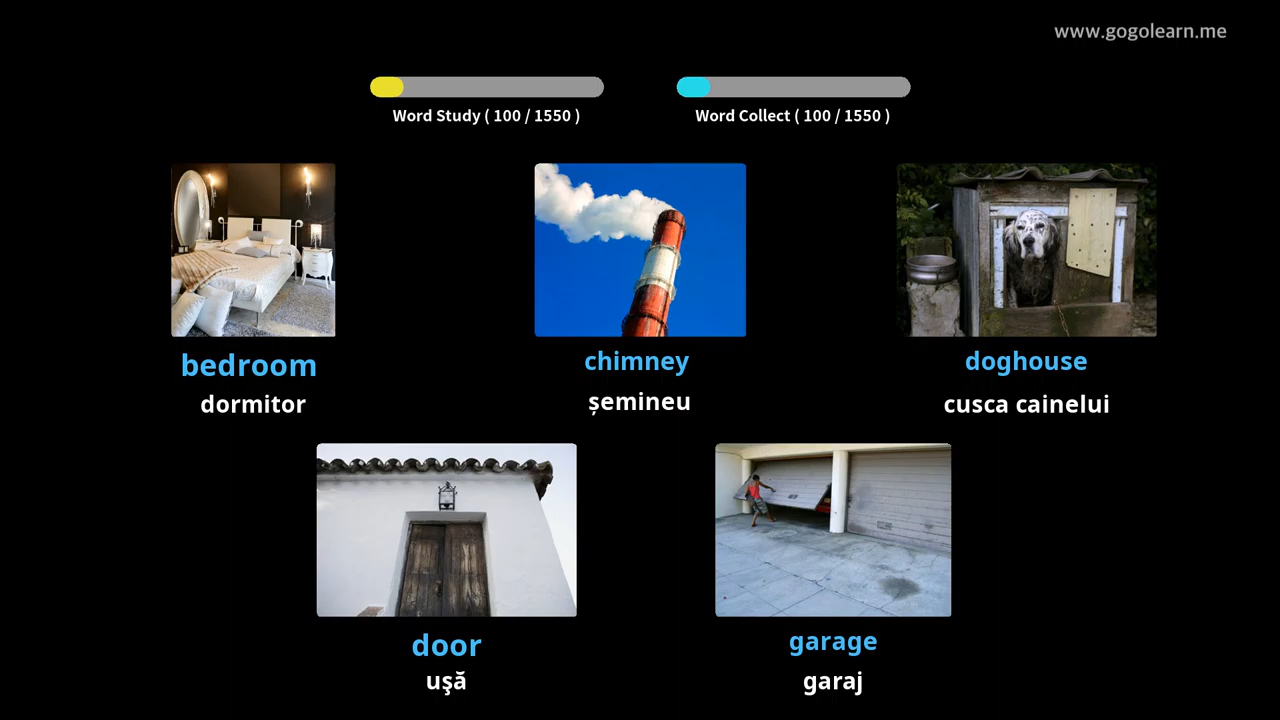 www.gogolearn.me
Word Study ( 100 / 1550 )
Word Collect ( 100 / 1550 )
bedroom
dormitor
chimney
șemineu
doghouse
cusca cainelui
door
uşă
garage
garaj